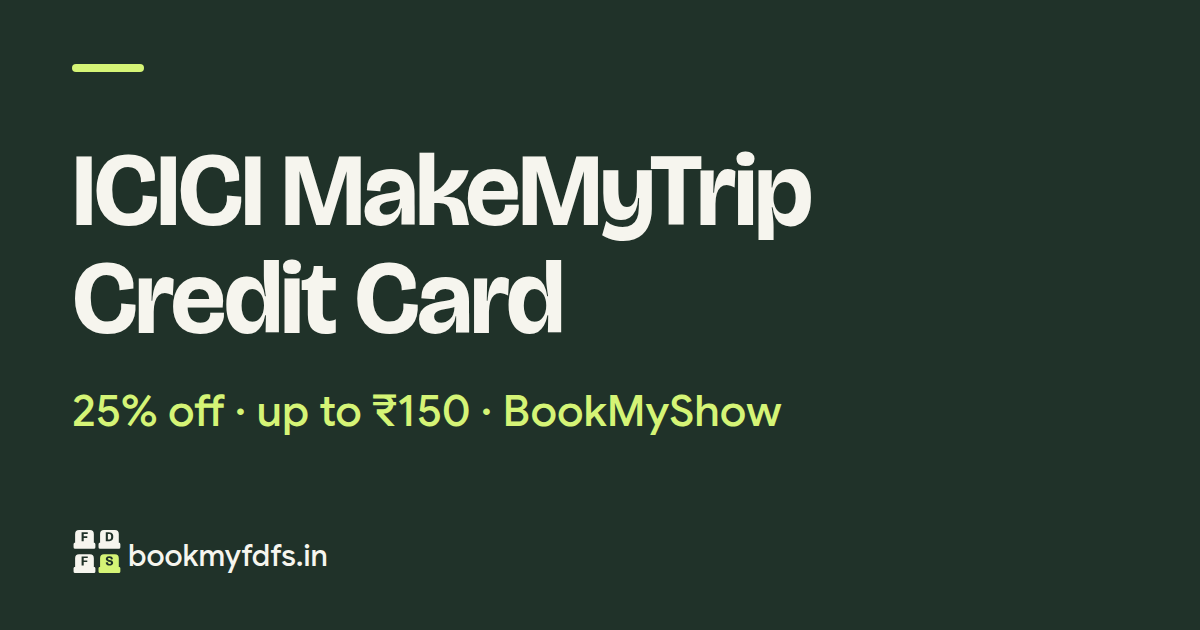 ICICI MakeMyTrip
Credit Card
25% off · up to ₹150 · BookMyShow
F D
F S
bookmyfdfs.in